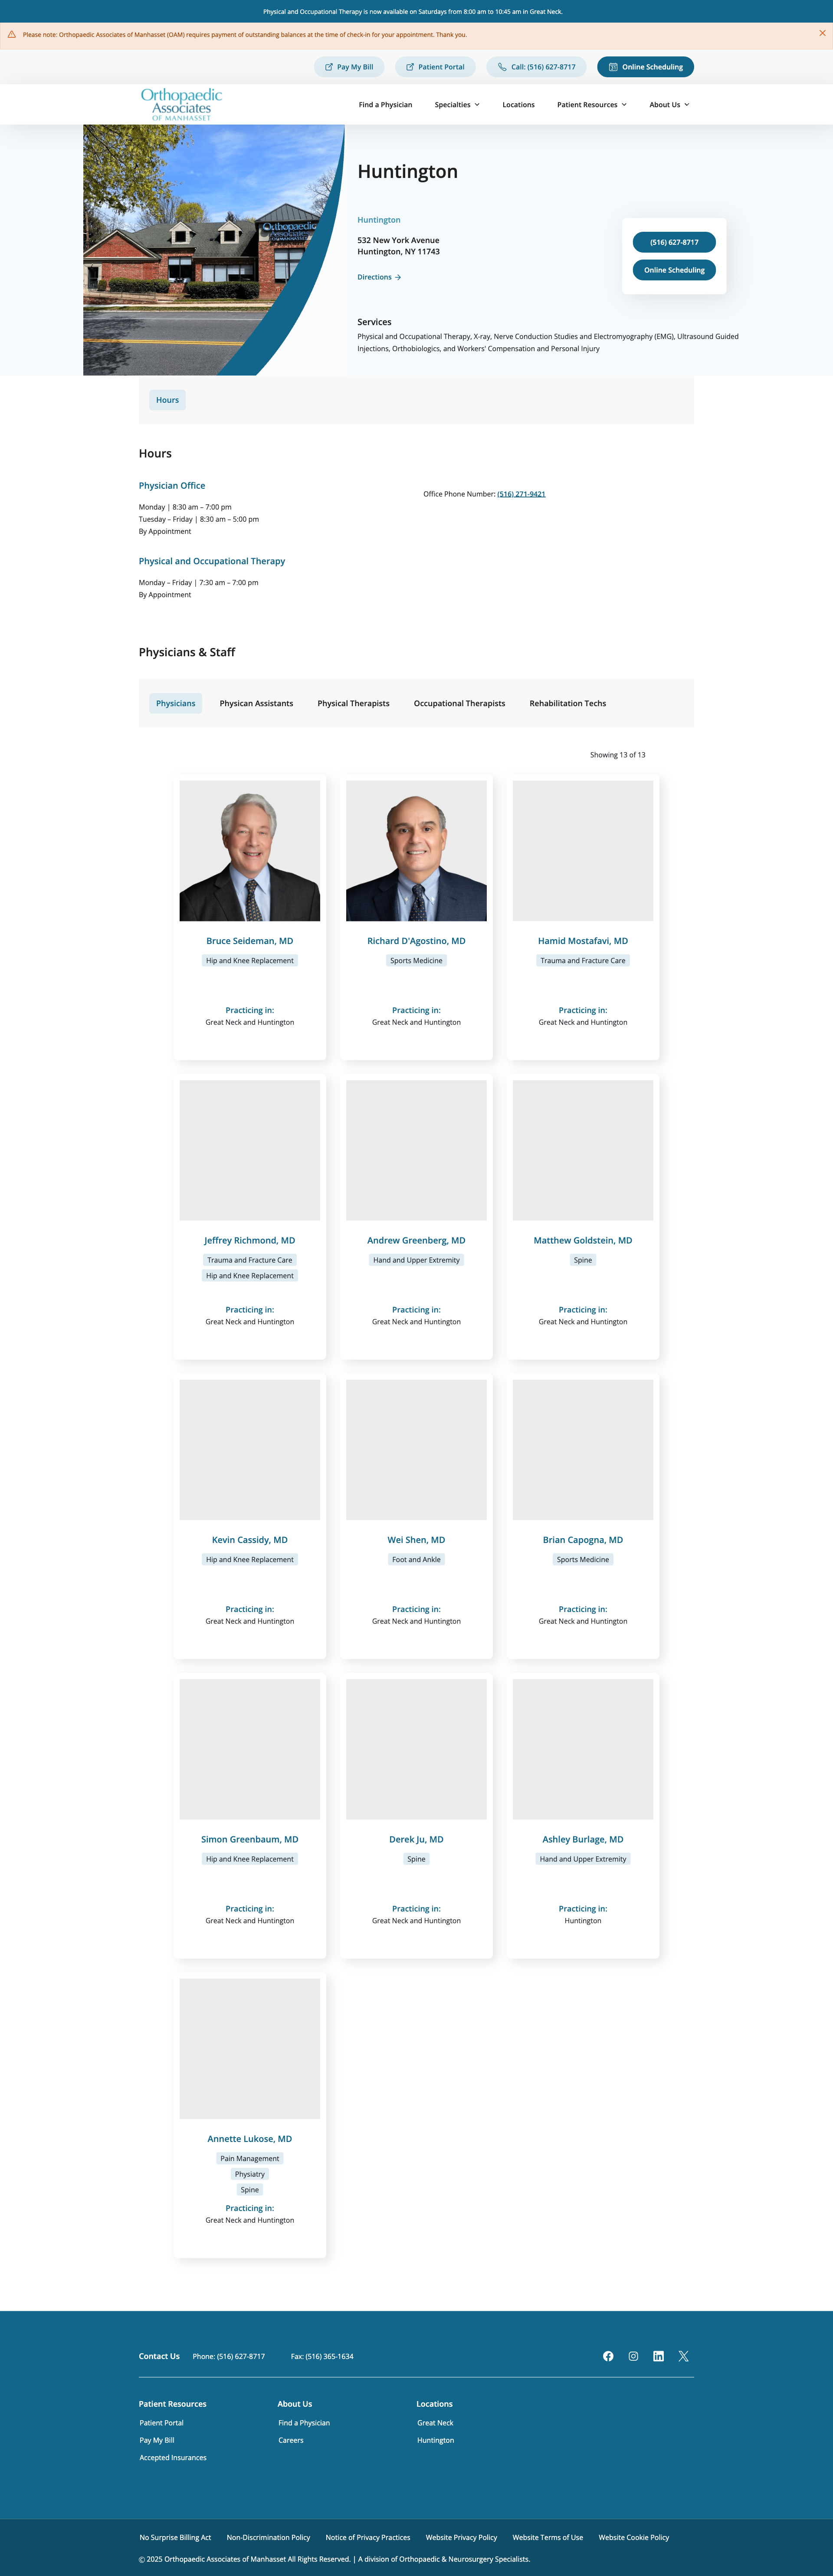 Physical and Occupational Therapy is now available on Saturdays from 8:00 am to 10:45 am in Great Neck.
Please note: Orthopaedic Associates of Manhasset (OAM) requires payment of outstanding balances at the time of check-in for your appointment. Thank you.
Pay My Bill
Patient Portal
Call: (516) 627-8717
Online Scheduling
Orthopaedic
Associates
OF MANHASSET
Find a Physician
Specialties
Locations
Patient Resources
About Us
Orthopaedic
Associates
Huntington
Huntington
532 New York Avenue
Huntington, NY 11743
Directions
(516) 627-8717
Online Scheduling
Services
Physical and Occupational Therapy, X-ray, Nerve Conduction Studies and Electromyography (EMG), Ultrasound Guided
Injections, Orthobiologics, and Workers' Compensation and Personal Injury
Hours
Hours
Physician Office
Monday | 8:30 am – 7:00 pm
Tuesday – Friday | 8:30 am – 5:00 pm
By Appointment
Office Phone Number: (516) 271-9421
Physical and Occupational Therapy
Monday – Friday | 7:30 am – 7:00 pm
By Appointment
Physicians & Staff
Physicians
Physican Assistants
Physical Therapists
Occupational Therapists
Rehabilitation Techs
Showing 13 of 13
Bruce Seideman, MD
Hip and Knee Replacement
Practicing in:
Great Neck and Huntington
Richard D'Agostino, MD
Sports Medicine
Practicing in:
Great Neck and Huntington
Hamid Mostafavi, MD
Trauma and Fracture Care
Practicing in:
Great Neck and Huntington
Jeffrey Richmond, MD
Trauma and Fracture Care
Hip and Knee Replacement
Practicing in:
Great Neck and Huntington
Andrew Greenberg, MD
Hand and Upper Extremity
Practicing in:
Great Neck and Huntington
Matthew Goldstein, MD
Spine
Practicing in:
Great Neck and Huntington
Kevin Cassidy, MD
Hip and Knee Replacement
Practicing in:
Great Neck and Huntington
Wei Shen, MD
Foot and Ankle
Practicing in:
Great Neck and Huntington
Brian Capogna, MD
Sports Medicine
Practicing in:
Great Neck and Huntington
Simon Greenbaum, MD
Hip and Knee Replacement
Practicing in:
Great Neck and Huntington
Derek Ju, MD
Spine
Practicing in:
Great Neck and Huntington
Ashley Burlage, MD
Hand and Upper Extremity
Practicing in:
Huntington
Annette Lukose, MD
Pain Management
Physiatry
Spine
Practicing in:
Great Neck and Huntington
Contact Us
Phone: (516) 627-8717
Fax: (516) 365-1634
Patient Resources
Patient Portal
Pay My Bill
Accepted Insurances
About Us
Find a Physician
Careers
Locations
Great Neck
Huntington
No Surprise Billing Act
Non-Discrimination Policy
Notice of Privacy Practices
Website Privacy Policy
Website Terms of Use
Website Cookie Policy
© 2025 Orthopaedic Associates of Manhasset All Rights Reserved. | A division of Orthopaedic & Neurosurgery Specialists.